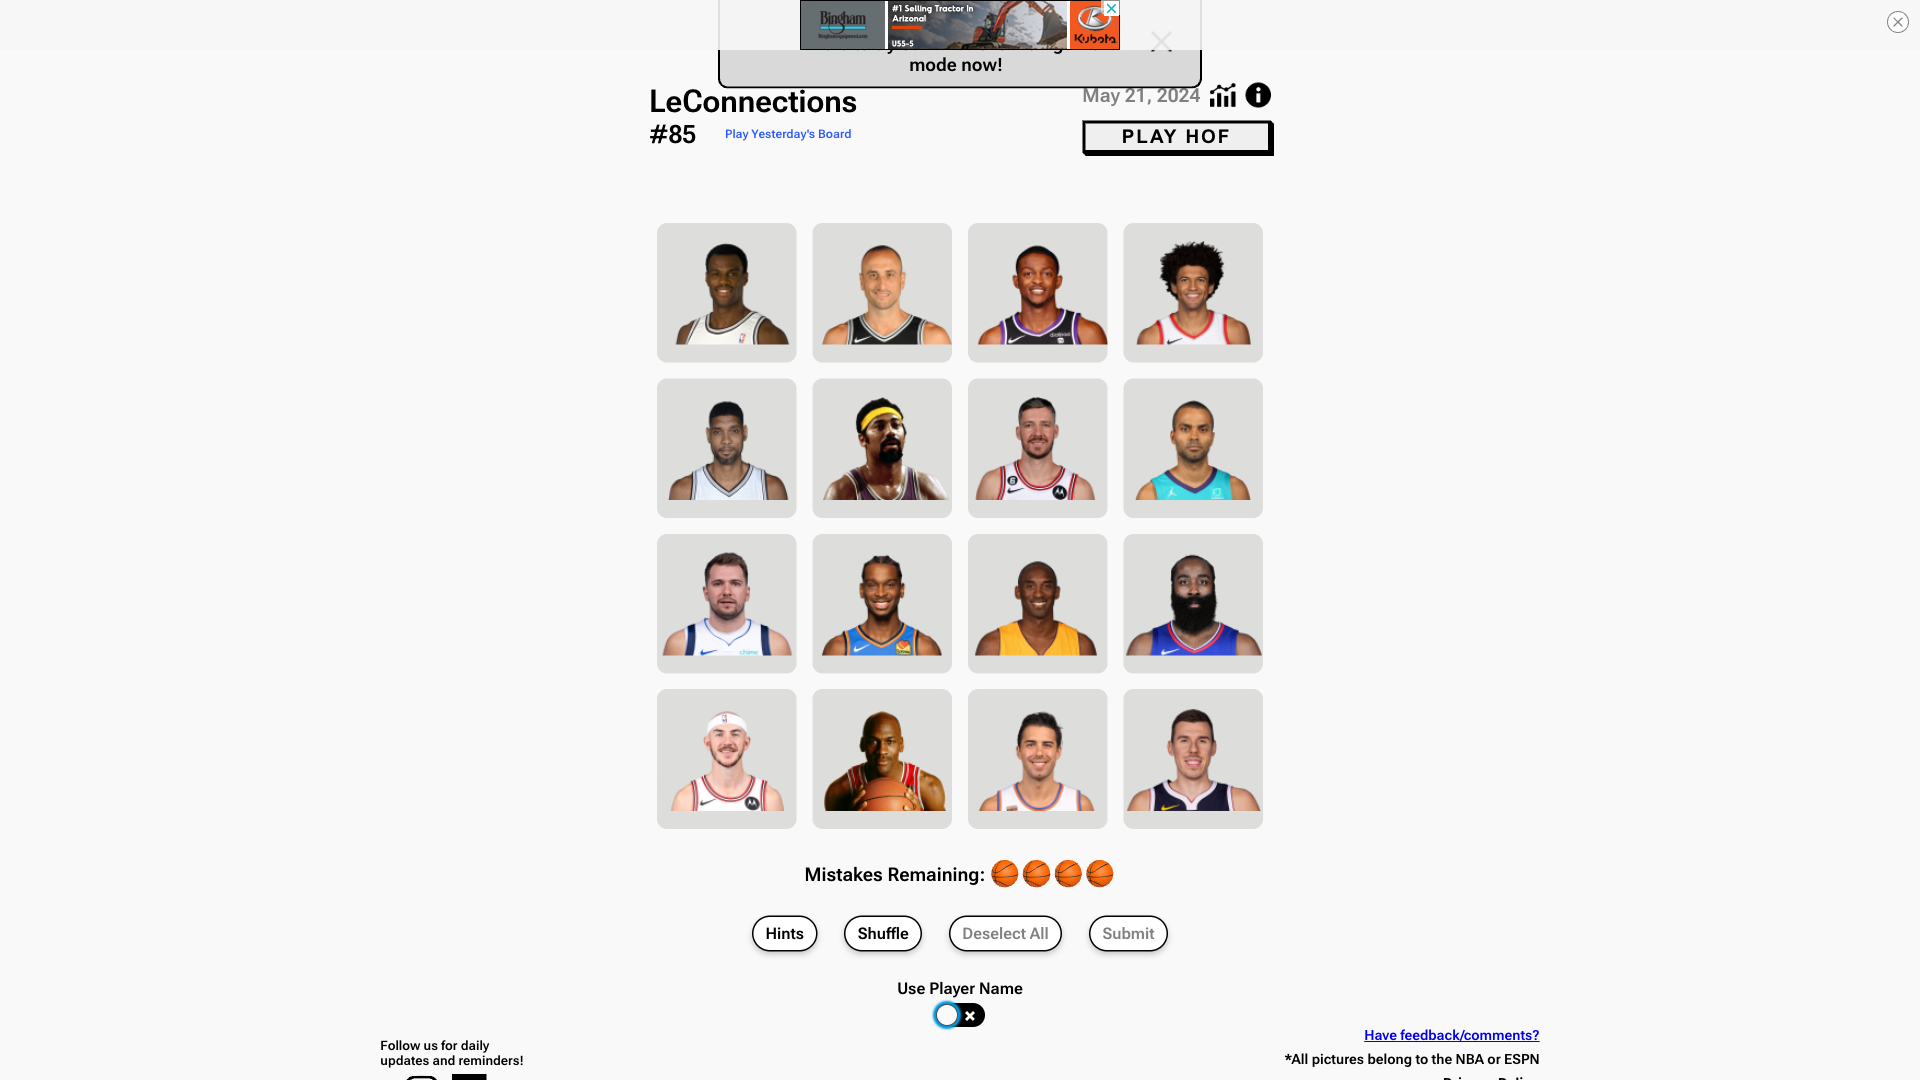 Bingham
Binghamequipment.com
#1 Selling Tractor In
Arizona!
U55-5
Kubota
mode now!
LeConnections
May 21, 2024
#85
Play Yesterday's Board
PLAY HOF
Mistakes Remaining:
Hints
Shuffle
Deselect All
Submit
Use Player Name
Follow us for daily
updates and reminders!
Have feedback/comments?
*All pictures belong to the NBA or ESPN